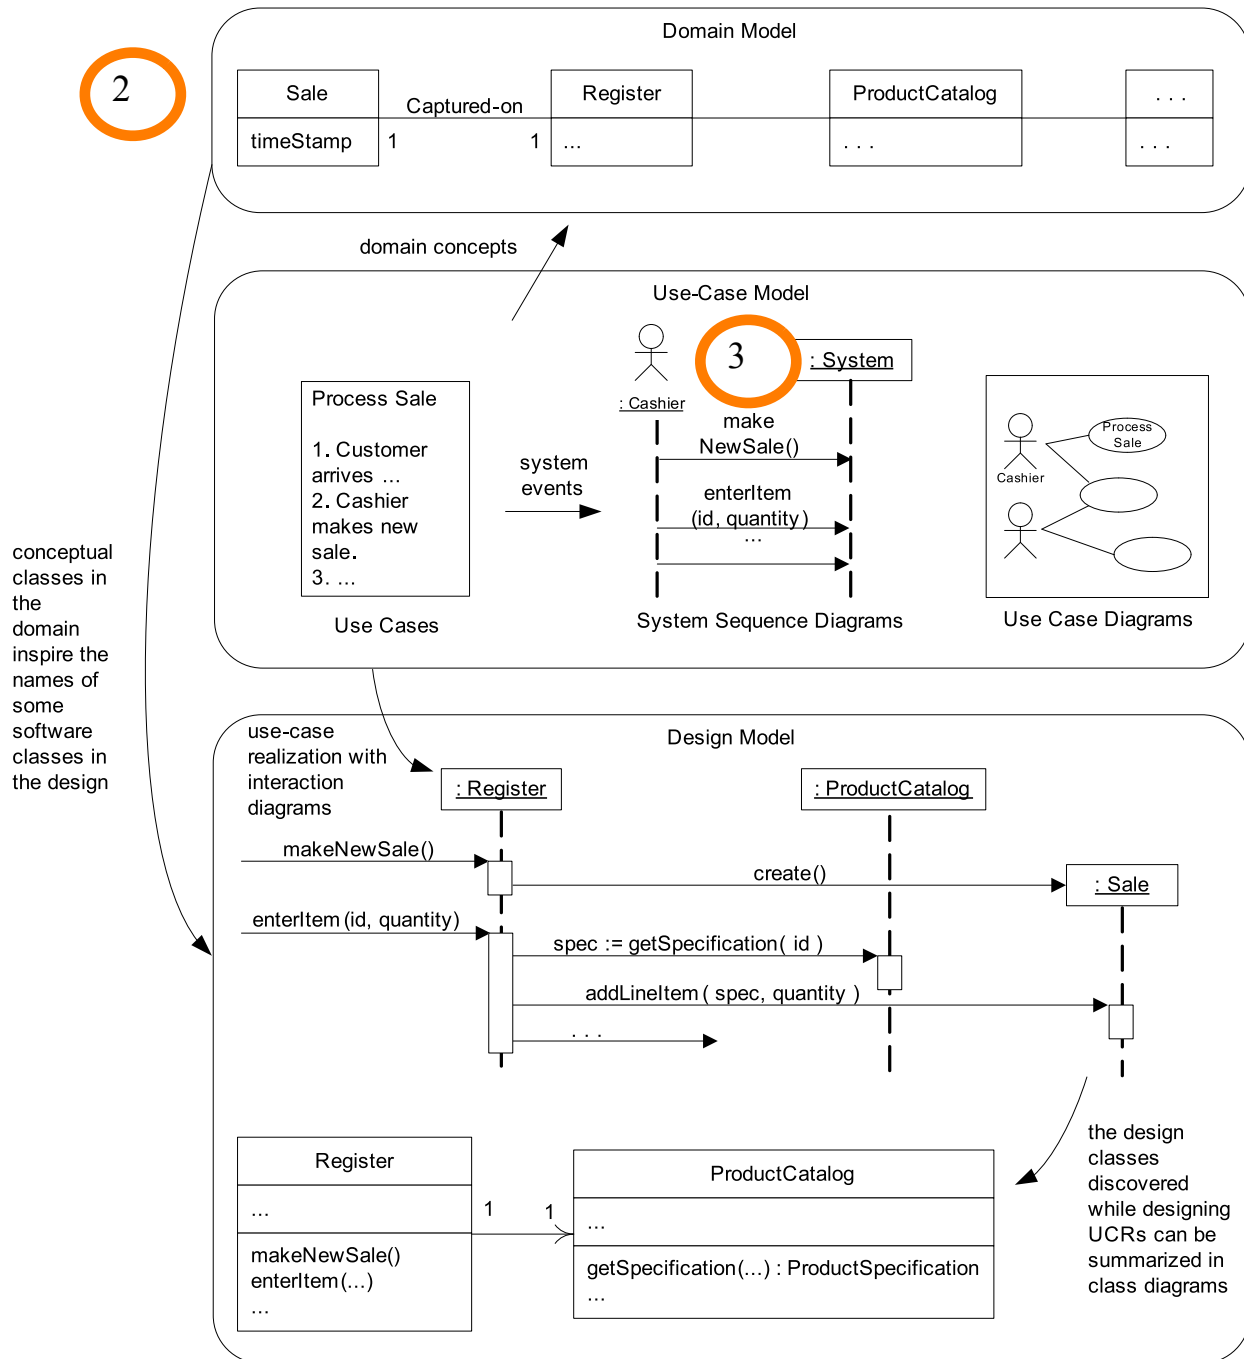 Domain Model
2
Sale
timeStamp
Captured-on
1
1
Register
...
ProductCatalog
. . .
. . .
. . .
domain concepts
Use-Case Model
Process Sale
1. Customer
arrives ...
2. Cashier
makes new
sale.
3. ...
Use Cases
system
events
: Cashier
3
: System
make
NewSale()
enterItem
(id, quantity)
...
System Sequence Diagrams
Cashier
Process
Sale
Use Case Diagrams
conceptual
classes in
the
domain
inspire the
names of
some
software
classes in
the design
Design Model
use-case
realization with
interaction
diagrams
: Register
: ProductCatalog
makeNewSale()
create()
: Sale
enterItem(id, quantity)
spec := getSpecification( id )
addLineItem( spec, quantity )
. . .
Register
...
makeNewSale()
enterItem(...)
...
1
1
ProductCatalog
...
getSpecification(...) : ProductSpecification
...
the design
classes
discovered
while designing
UCRs can be
summarized in
class diagrams